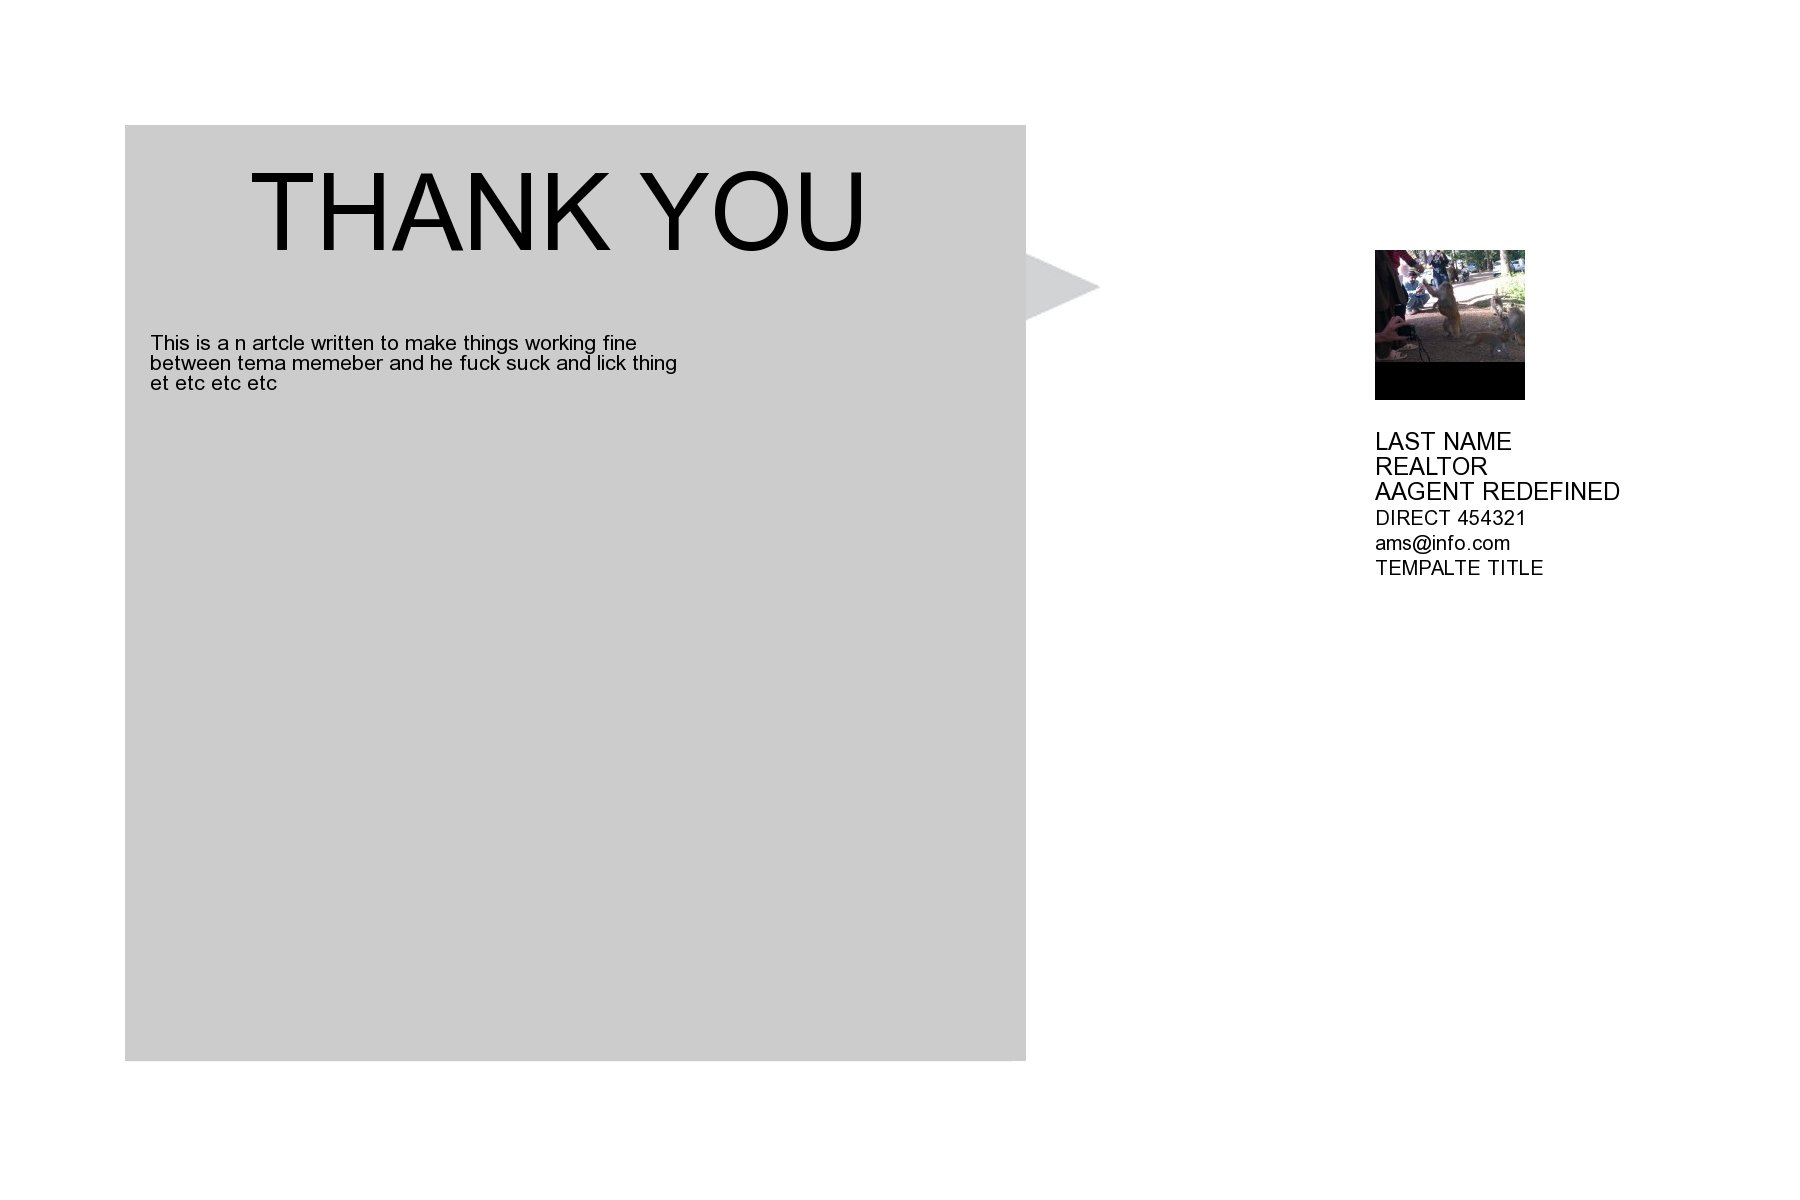 THANK YOU
This is a n artcle written to make things working fine
between tema memeber and he fuck suck and lick thing
et etc etc etc
LAST NAME
REALTOR
AAGENT REDEFINED
DIRECT 454321
ams@info.com
TEMPALTE TITLE